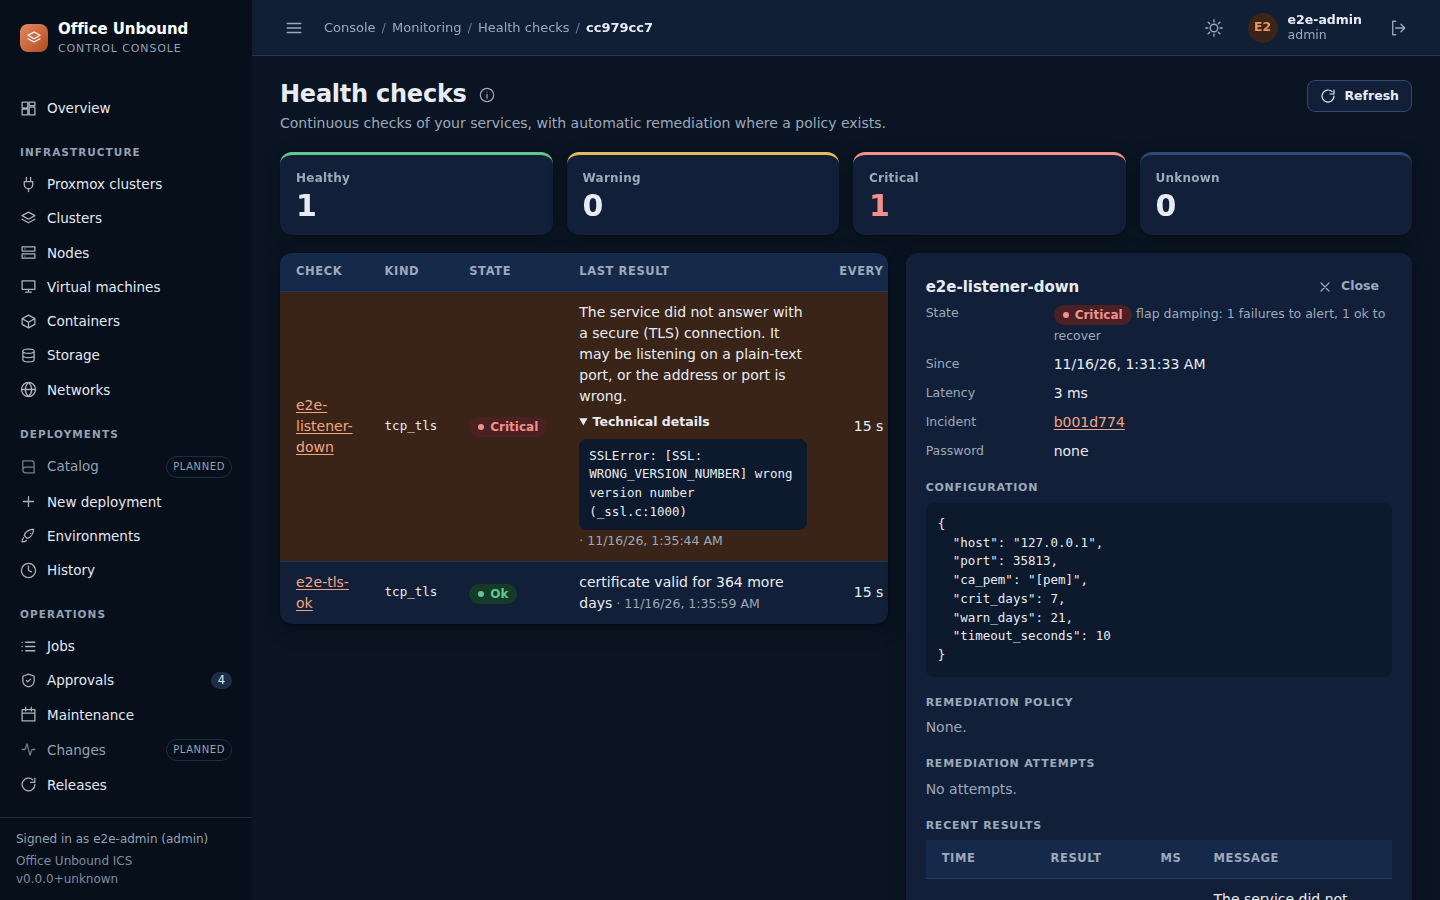 Office Unbound
CONTROL CONSOLE
Overview
INFRASTRUCTURE
Proxmox clusters
Clusters
Nodes
Virtual machines
Containers
Storage
Networks
DEPLOYMENTS
Catalog PLANNED
New deployment
Environments
History
OPERATIONS
Jobs
Approvals 4
Maintenance
Changes PLANNED
Releases
Signed in as e2e-admin (admin)
Office Unbound ICS
v0.0.0+unknown
Console / Monitoring / Health checks / cc979cc7
E2
e2e-admin
admin
Health checks
Continuous checks of your services, with automatic remediation where a policy exists.
Refresh
Healthy
1
Warning
0
Critical
1
Unknown
0
CHECK KIND STATE LAST RESULT EVERY
e2e-
listener-
down
tcp_tls
Critical
The service did not answer with
a secure (TLS) connection. It
may be listening on a plain-text
port, or the address or port is
wrong.
▼ Technical details
SSLError: [SSL:
WRONG_VERSION_NUMBER] wrong
version number
(_ssl.c:1000)
· 11/16/26, 1:35:44 AM
15 s
e2e-tls-
ok
tcp_tls
Ok
certificate valid for 364 more
days · 11/16/26, 1:35:59 AM
15 s
e2e-listener-down
Close
State Critical flap damping: 1 failures to alert, 1 ok to
recover
Since 11/16/26, 1:31:33 AM
Latency 3 ms
Incident b001d774
Password none
CONFIGURATION
{
"host": "127.0.0.1",
"port": 35813,
"ca_pem": "[pem]",
"crit_days": 7,
"warn_days": 21,
"timeout_seconds": 10
}
REMEDIATION POLICY
None.
REMEDIATION ATTEMPTS
No attempts.
RECENT RESULTS
TIME RESULT MS MESSAGE
The service did not